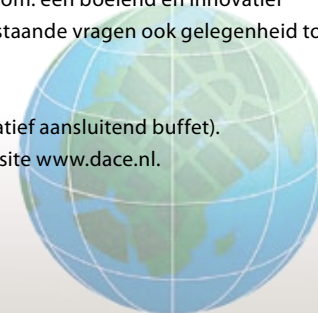 om: een boeiend en innovatief
staande vragen ook gelegenheid to
atief aansluitend buffet).
site www.dace.nl.